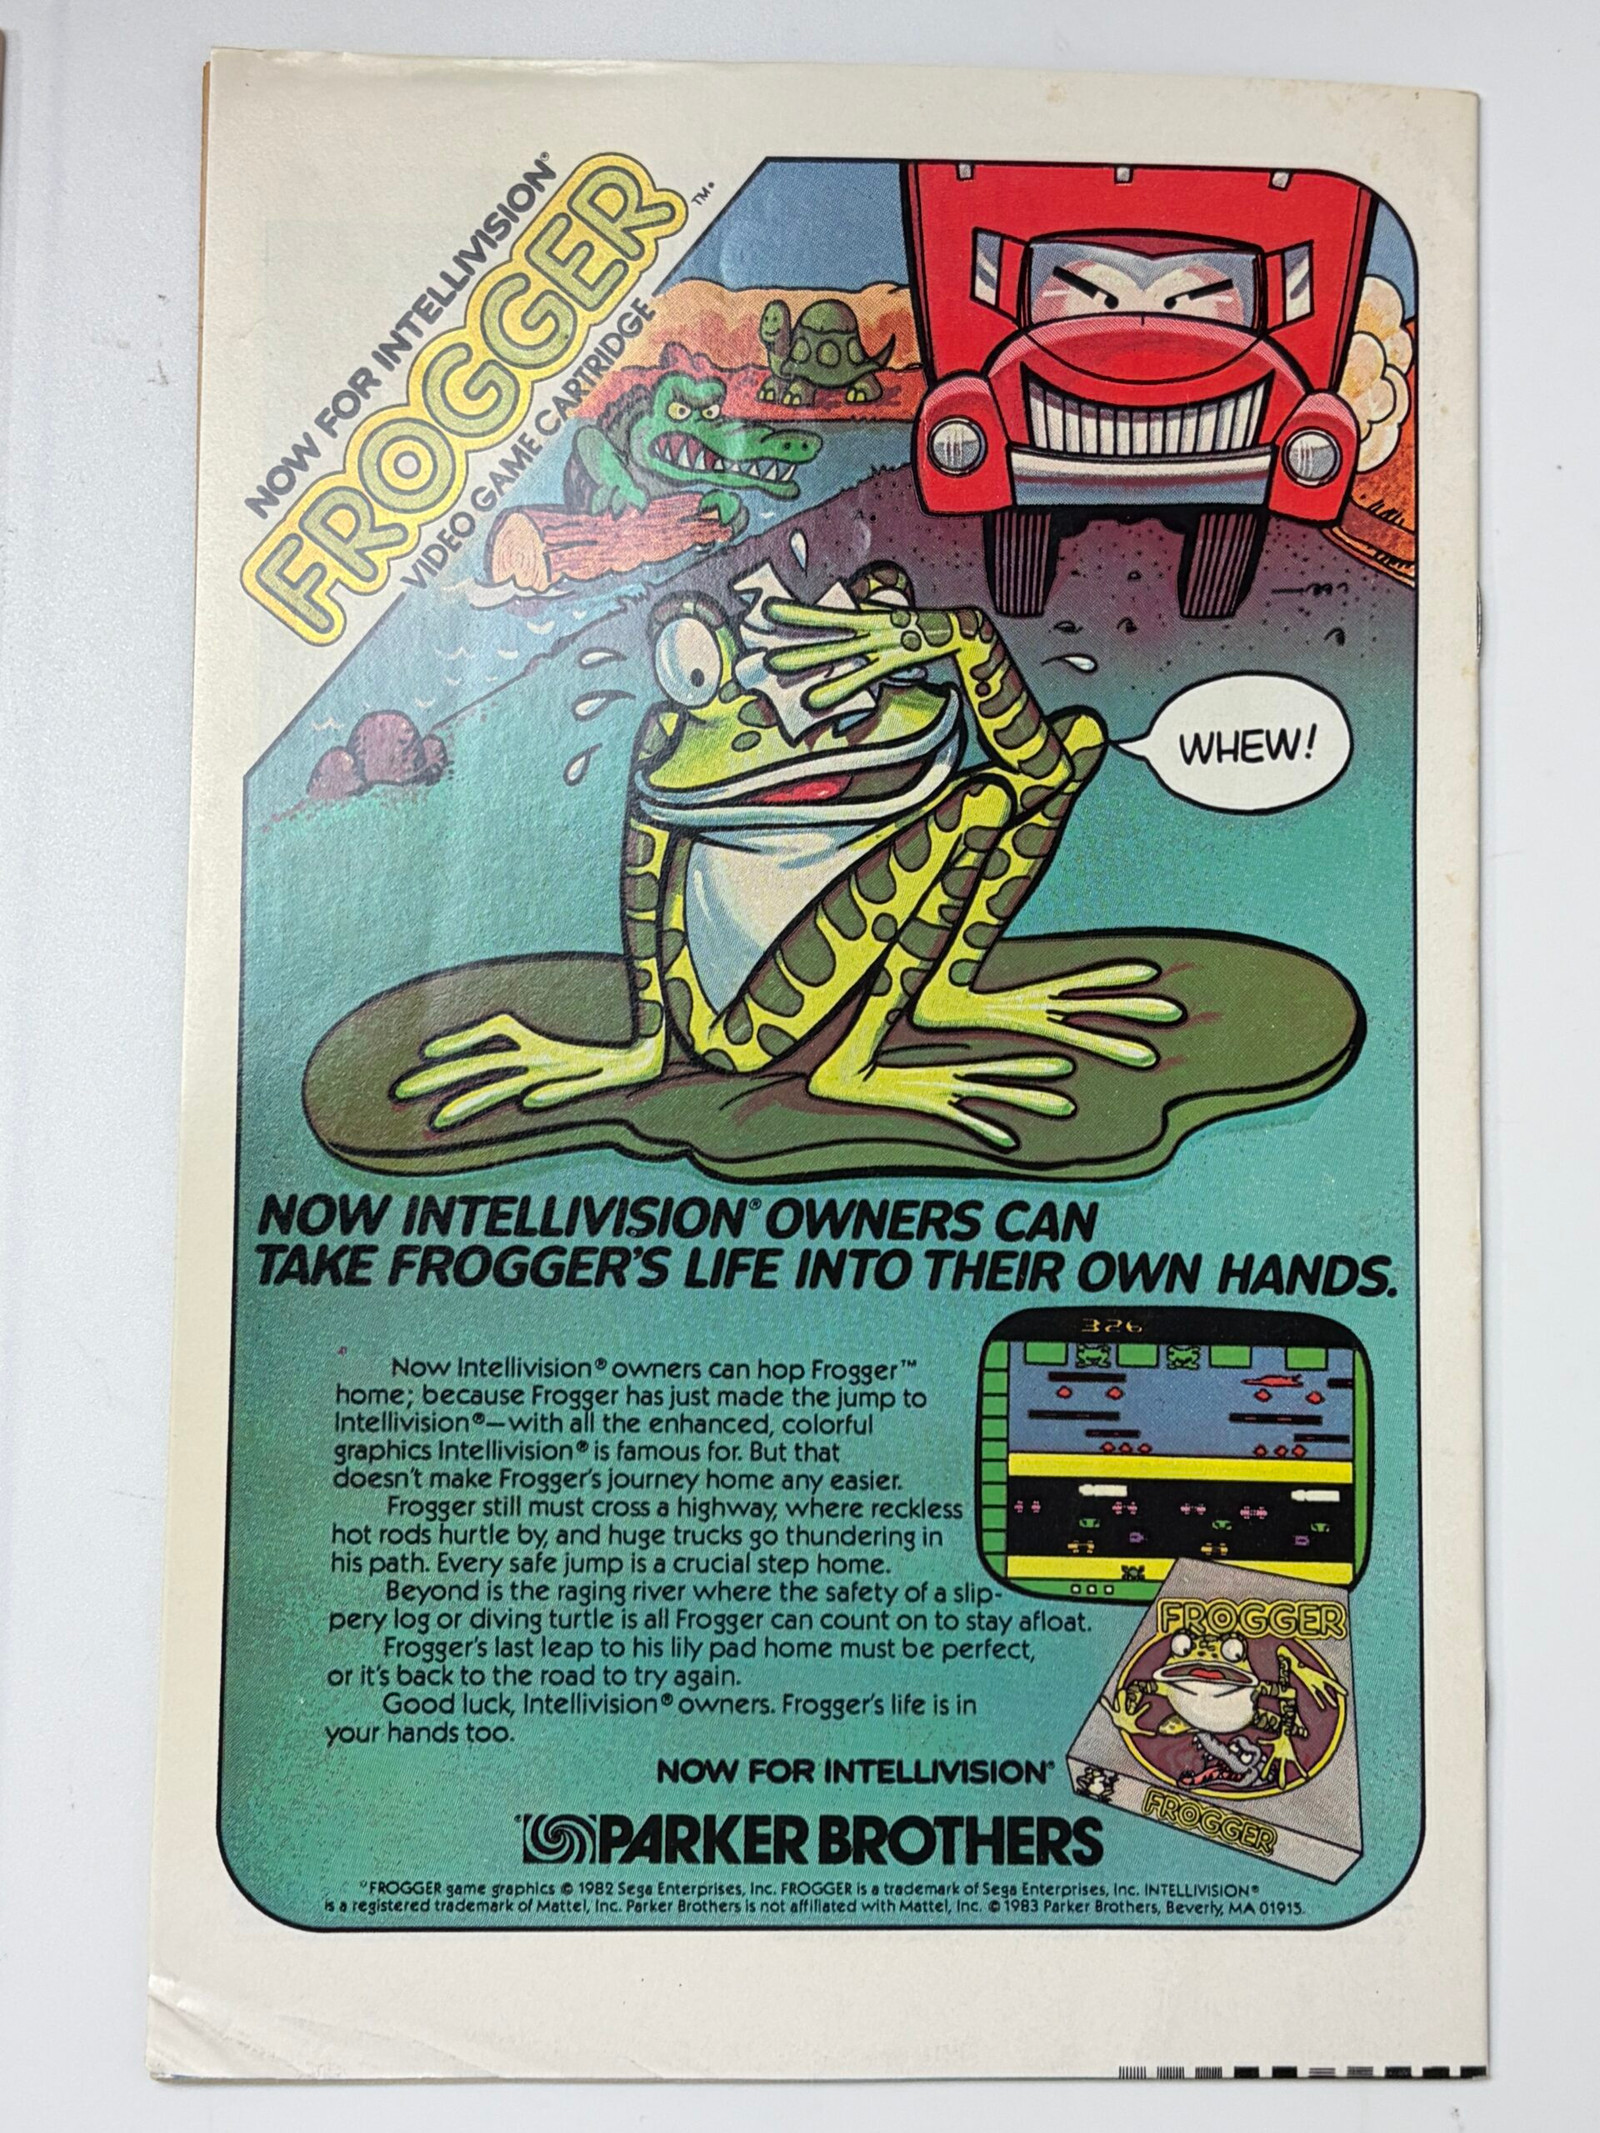 NOW FOR INTELLIVISION®
FROGGER™
VIDEO GAME CARTRIDGE
WHEW!
NOW INTELLIVISION® OWNERS CAN
TAKE FROGGER'S LIFE INTO THEIR OWN HANDS.
326
Now Intellivision® owners can hop Frogger™
home; because Frogger has just made the jump to
Intellivision®—with all the enhanced, colorful
graphics Intellivision® is famous for. But that
doesn't make Frogger's journey home any easier.
Frogger still must cross a highway, where reckless
hot rods hurtle by, and huge trucks go thundering in
his path. Every safe jump is a crucial step home.
Beyond is the raging river where the safety of a slip-
pery log or diving turtle is all Frogger can count on to stay afloat.
Frogger's last leap to his lily pad home must be perfect,
or it's back to the road to try again.
Good luck, Intellivision® owners. Frogger's life is in
your hands too.
FROGGER
FROGGER
NOW FOR INTELLIVISION®
PARKER BROTHERS
FROGGER game graphics © 1982 Sega Enterprises, Inc. FROGGER is a trademark of Sega Enterprises, Inc. INTELLIVISION®
is a registered trademark of Mattel, Inc. Parker Brothers is not affiliated with Mattel, Inc. © 1983 Parker Brothers, Beverly, MA 01915.